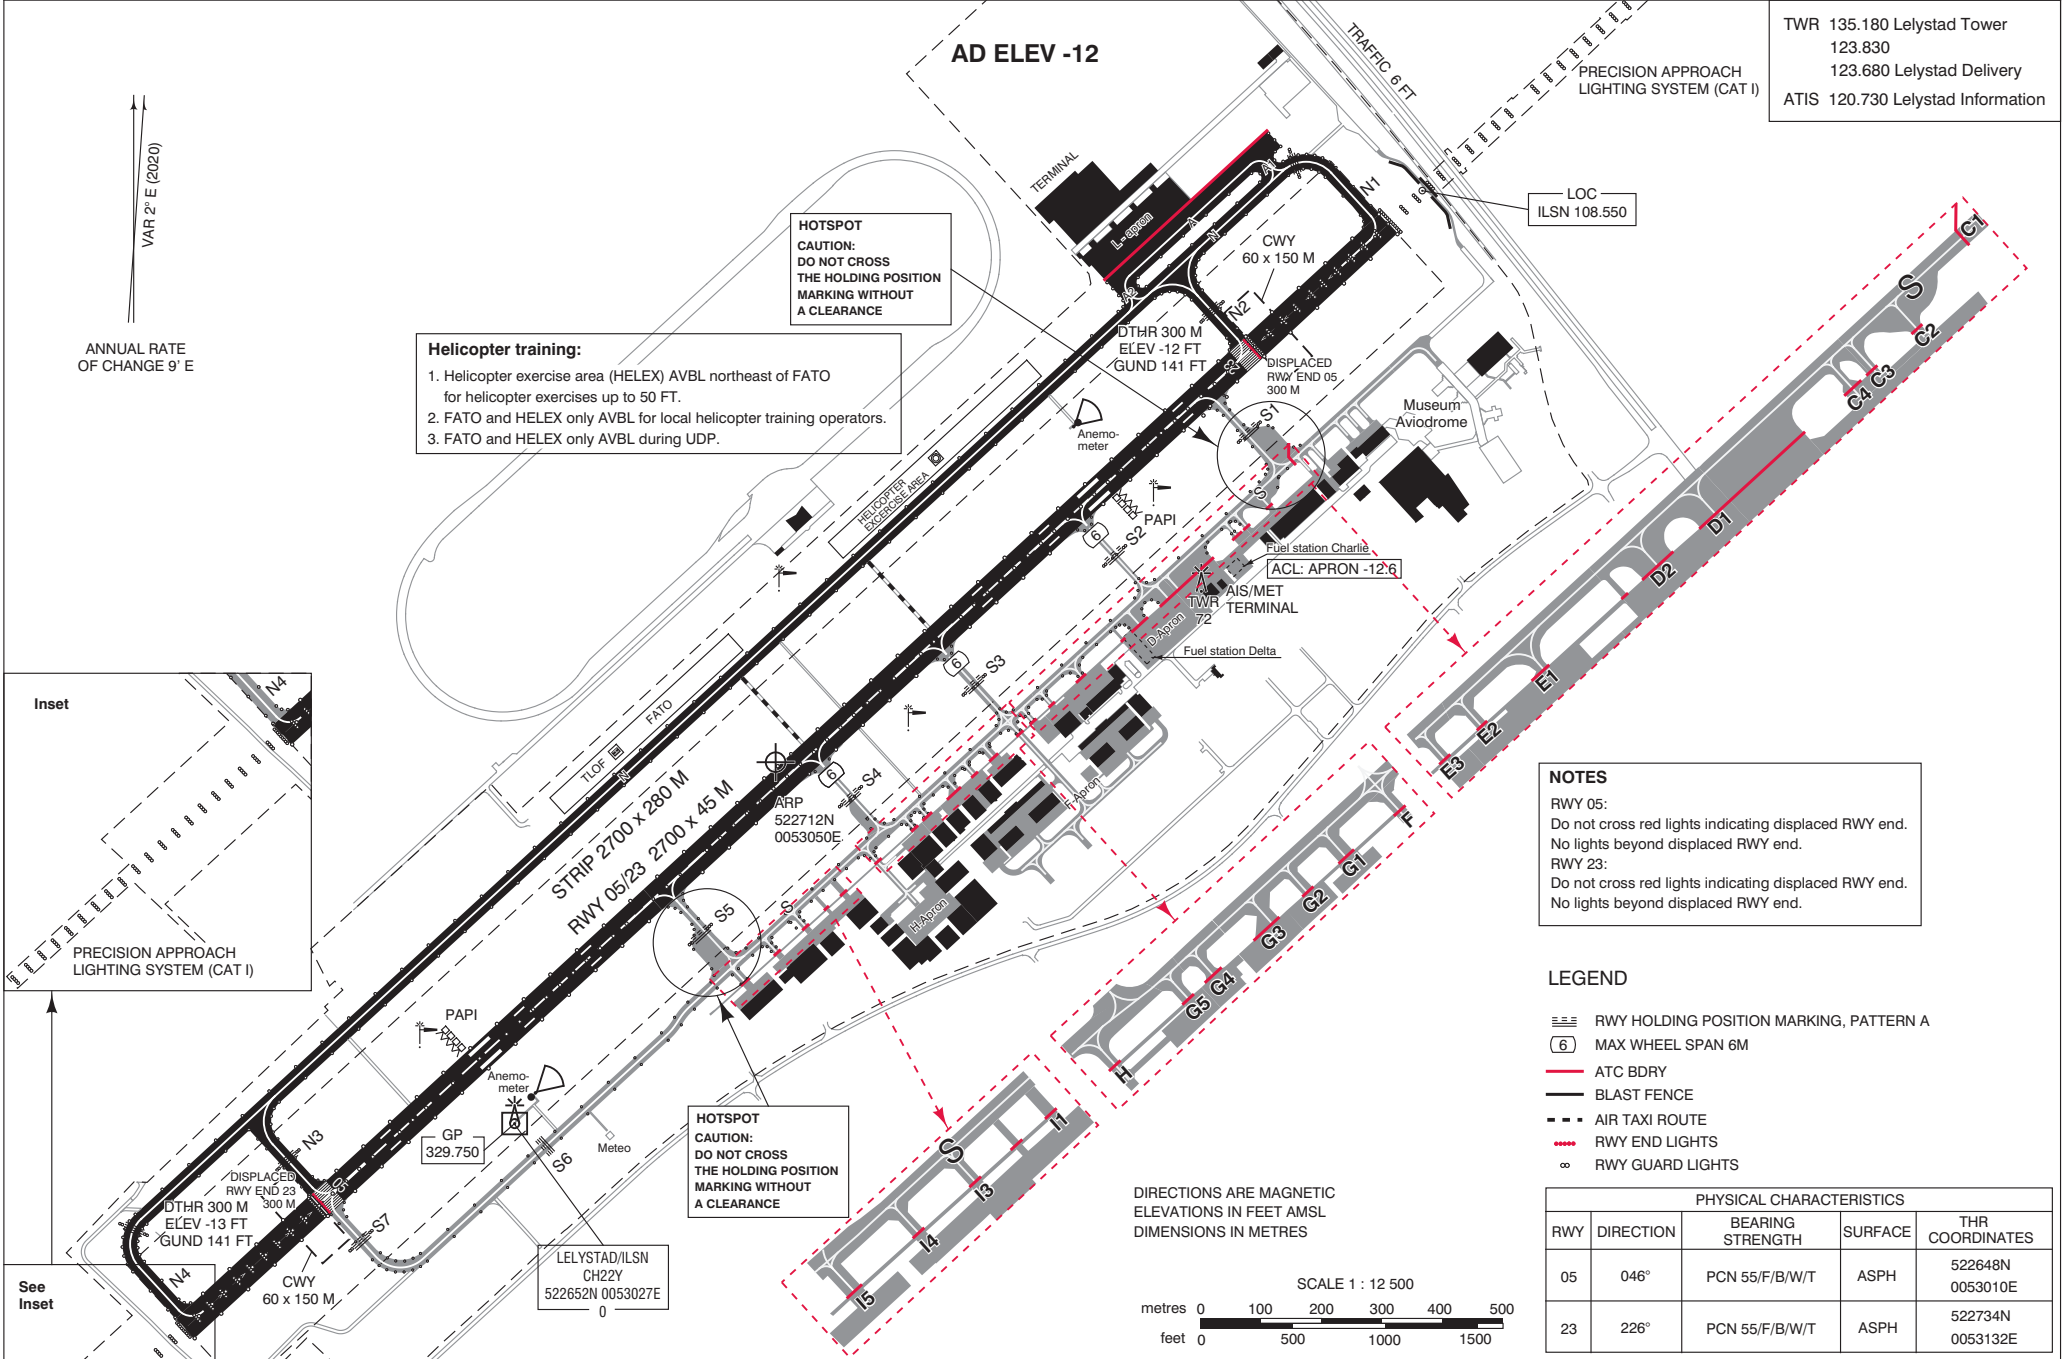 AD ELEV -12
TWR 135.180 Lelystad Tower
123.830
123.680 Lelystad Delivery
ATIS 120.730 Lelystad Information
TRAFFIC 6 FT
PRECISION APPROACH
LIGHTING SYSTEM (CAT I)
LOC
ILSN 108.550
VAR 2° E (2020)
ANNUAL RATE
OF CHANGE 9' E
TERMINAL
L - apron
A1
N1
A
N
A2
N2
CWY
60 x 150 M
HOTSPOT
CAUTION:
DO NOT CROSS
THE HOLDING POSITION
MARKING WITHOUT
A CLEARANCE
Helicopter training:
1. Helicopter exercise area (HELEX) AVBL northeast of FATO
for helicopter exercises up to 50 FT.
2. FATO and HELEX only AVBL for local helicopter training operators.
3. FATO and HELEX only AVBL during UDP.
DTHR 300 M
ELEV -12 FT
GUND 141 FT
23
DISPLACED
RWY END 05
300 M
Museum
Aviodrome
S1
S
Anemo-
meter
HELICOPTER
EXCERCISE AREA
PAPI
6
S2
Fuel station Charlie
ACL: APRON -12.6
AIS/MET
TERMINAL
TWR
72
D-Apron
Fuel station Delta
6
S3
FATO
TLOF
N
STRIP 2700 x 280 M
RWY 05/23 2700 x 45 M
ARP
522712N
0053050E
6
S4
F-Apron
H-Apron
S
S5
Inset
N4
PRECISION APPROACH
LIGHTING SYSTEM (CAT I)
PAPI
Anemo-
meter
GP
329.750
S6
Meteo
N3
DISPLACED
RWY END 23
300 M
05
DTHR 300 M
ELEV -13 FT
GUND 141 FT
S7
N4
CWY
60 x 150 M
See
Inset
LELYSTAD/ILSN
CH22Y
522652N 0053027E
0
HOTSPOT
CAUTION:
DO NOT CROSS
THE HOLDING POSITION
MARKING WITHOUT
A CLEARANCE
C1
S
C2
C3
C4
D1
D2
E1
E2
E3
F
G1
G2
G3
G4
G5
H
S
I1
I3
I4
I5
NOTES
RWY 05:
Do not cross red lights indicating displaced RWY end.
No lights beyond displaced RWY end.
RWY 23:
Do not cross red lights indicating displaced RWY end.
No lights beyond displaced RWY end.
LEGEND
RWY HOLDING POSITION MARKING, PATTERN A
6 MAX WHEEL SPAN 6M
ATC BDRY
BLAST FENCE
AIR TAXI ROUTE
RWY END LIGHTS
RWY GUARD LIGHTS
DIRECTIONS ARE MAGNETIC
ELEVATIONS IN FEET AMSL
DIMENSIONS IN METRES
SCALE 1 : 12 500
metres 0 100 200 300 400 500
feet 0 500 1000 1500
PHYSICAL CHARACTERISTICS
RWY DIRECTION BEARING STRENGTH SURFACE THR COORDINATES
05 046° PCN 55/F/B/W/T ASPH 522648N 0053010E
23 226° PCN 55/F/B/W/T ASPH 522734N 0053132E